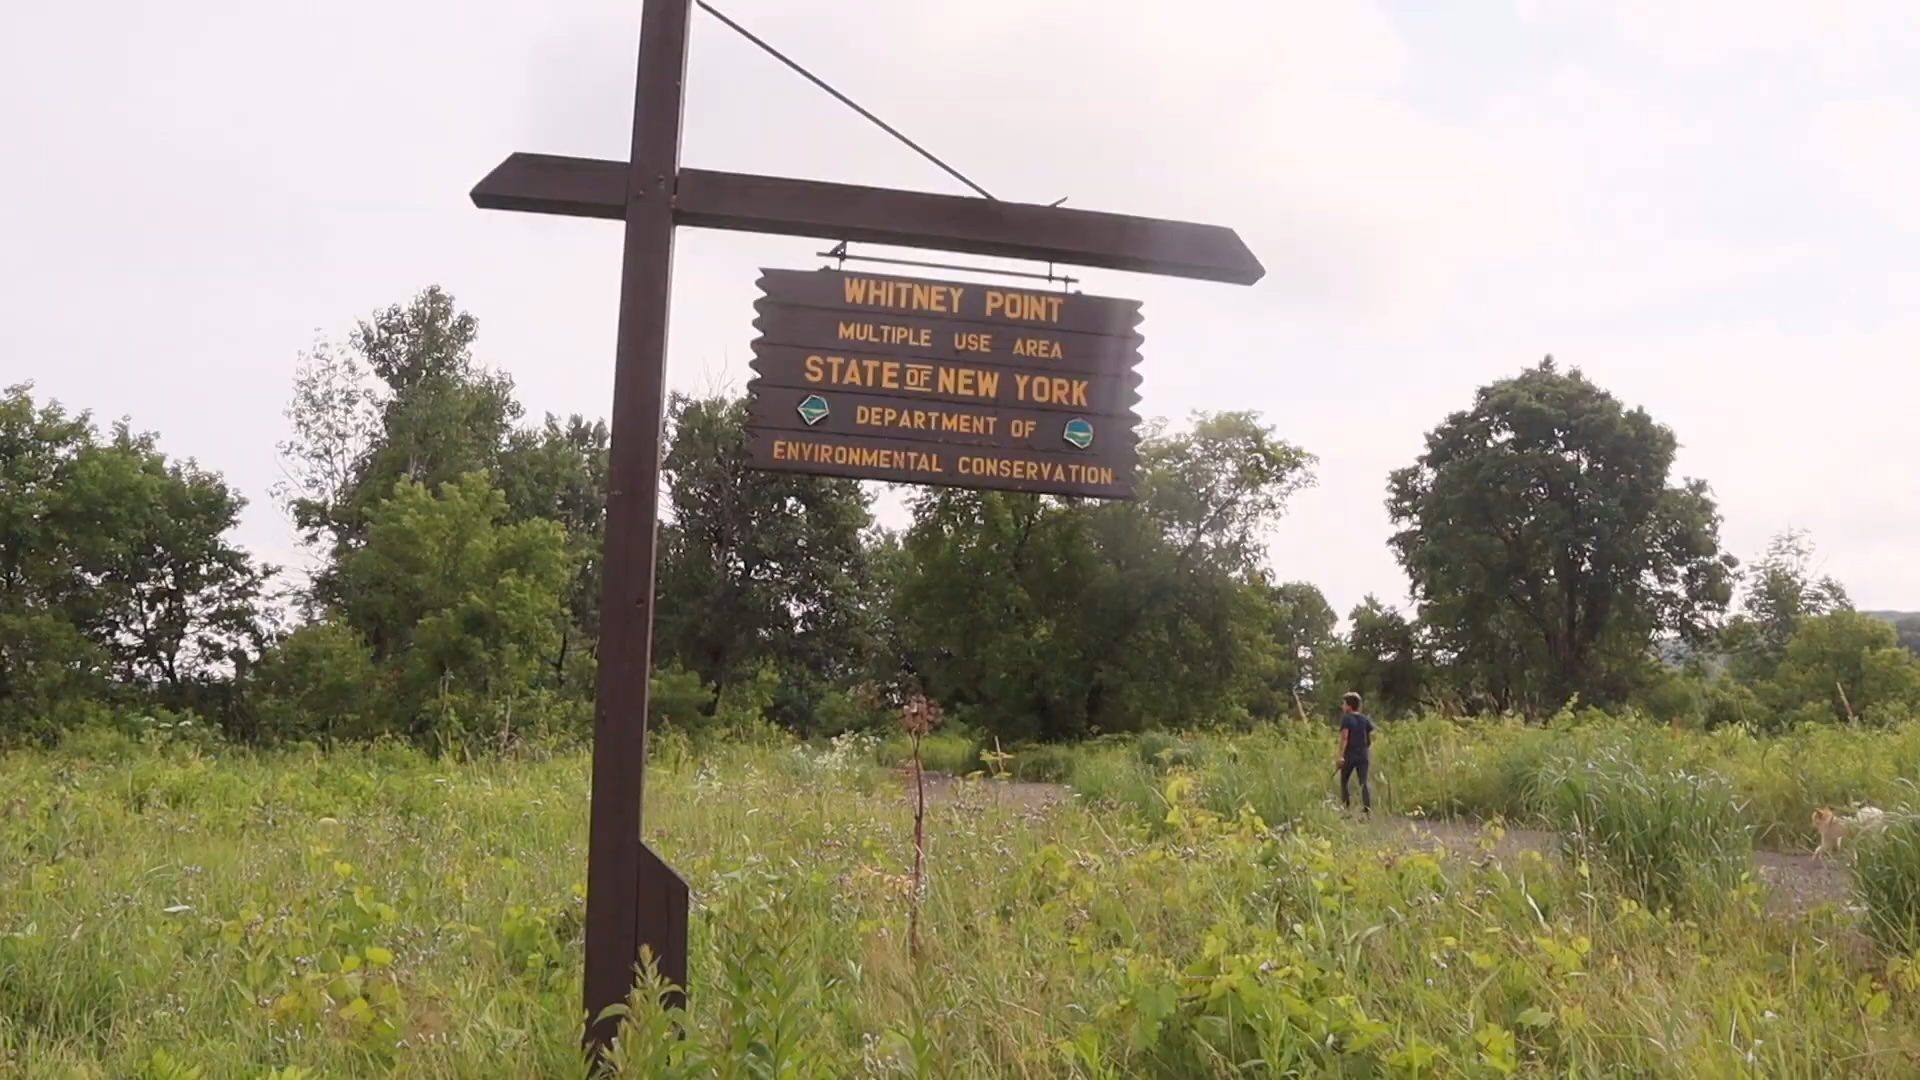 WHITNEY POINT
MULTIPLE USE AREA
STATE OF NEW YORK
DEPARTMENT OF
ENVIRONMENTAL CONSERVATION